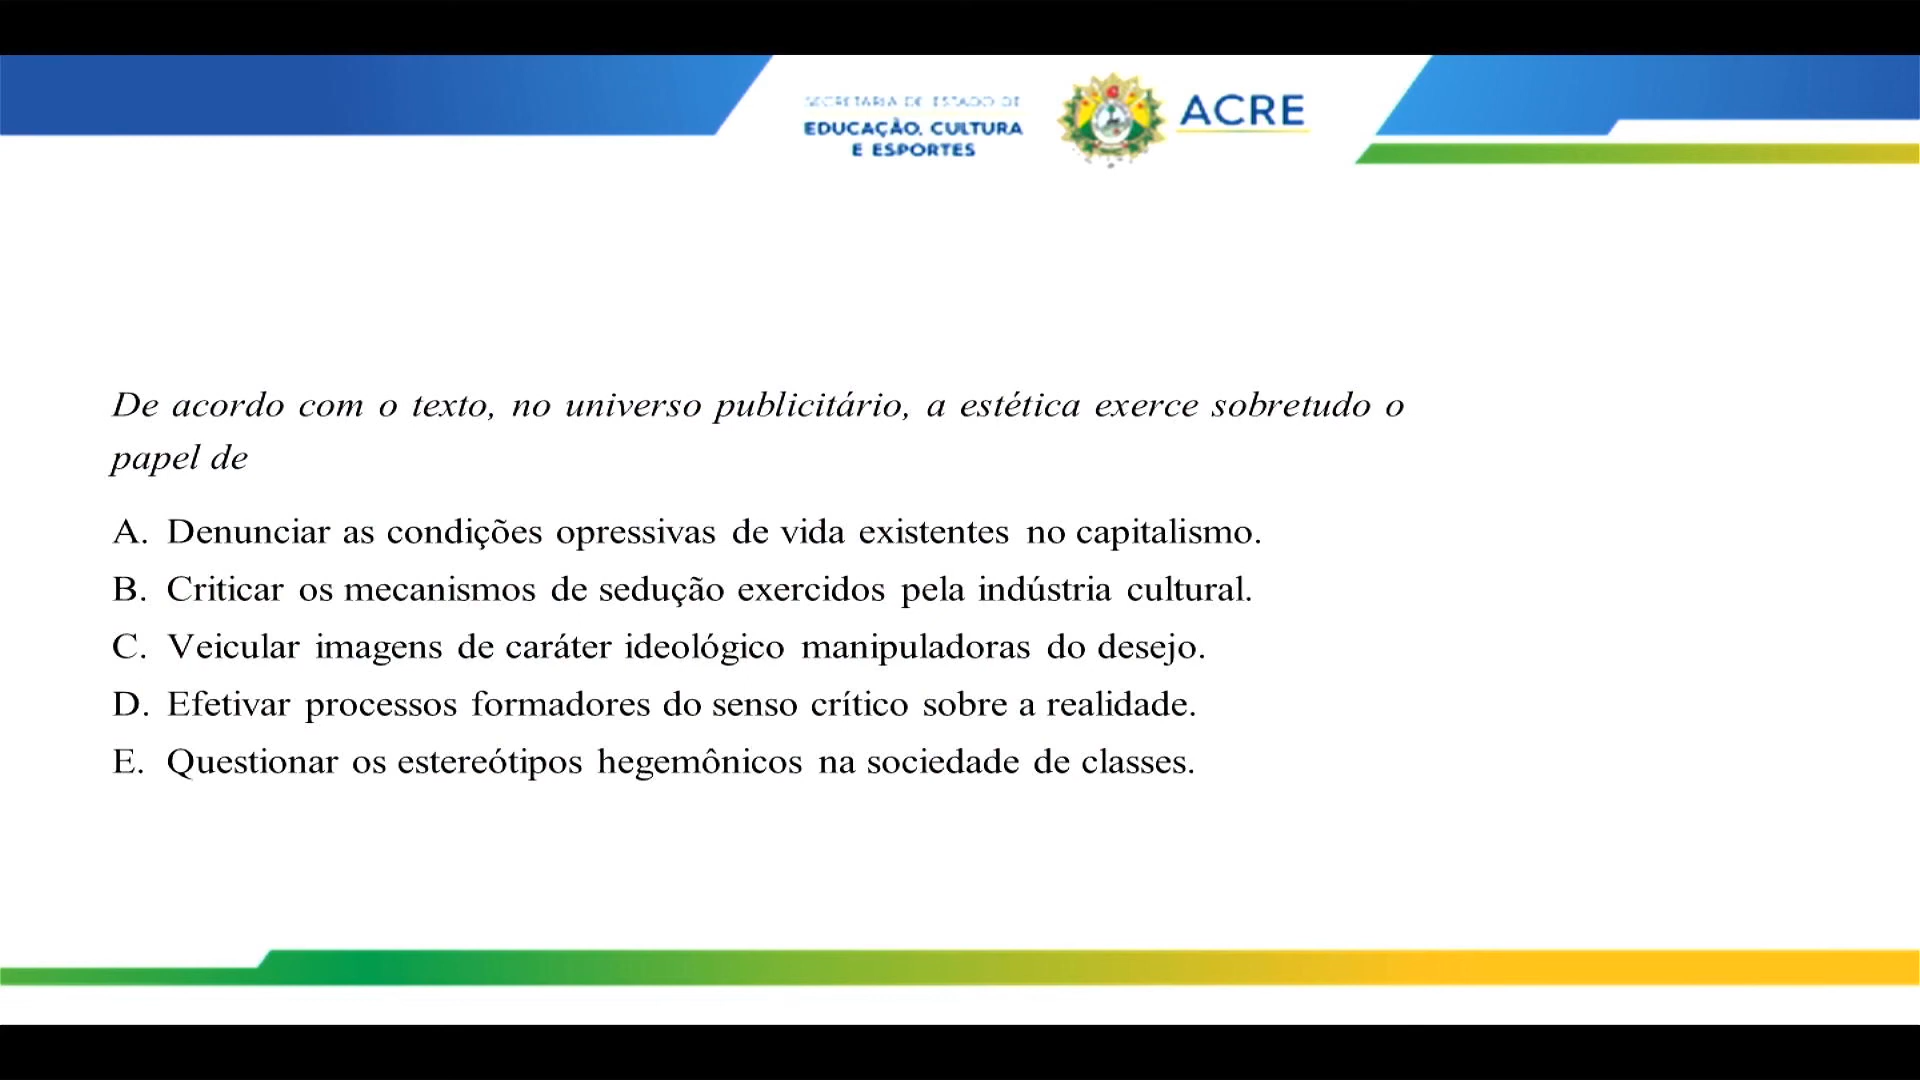 SECRETARIA DE ESTADO DE
EDUCAÇÃO, CULTURA
E ESPORTES
ACRE
De acordo com o texto, no universo publicitário, a estética exerce sobretudo o
papel de
A. Denunciar as condições opressivas de vida existentes no capitalismo.
B. Criticar os mecanismos de sedução exercidos pela indústria cultural.
C. Veicular imagens de caráter ideológico manipuladoras do desejo.
D. Efetivar processos formadores do senso crítico sobre a realidade.
E. Questionar os estereótipos hegemônicos na sociedade de classes.